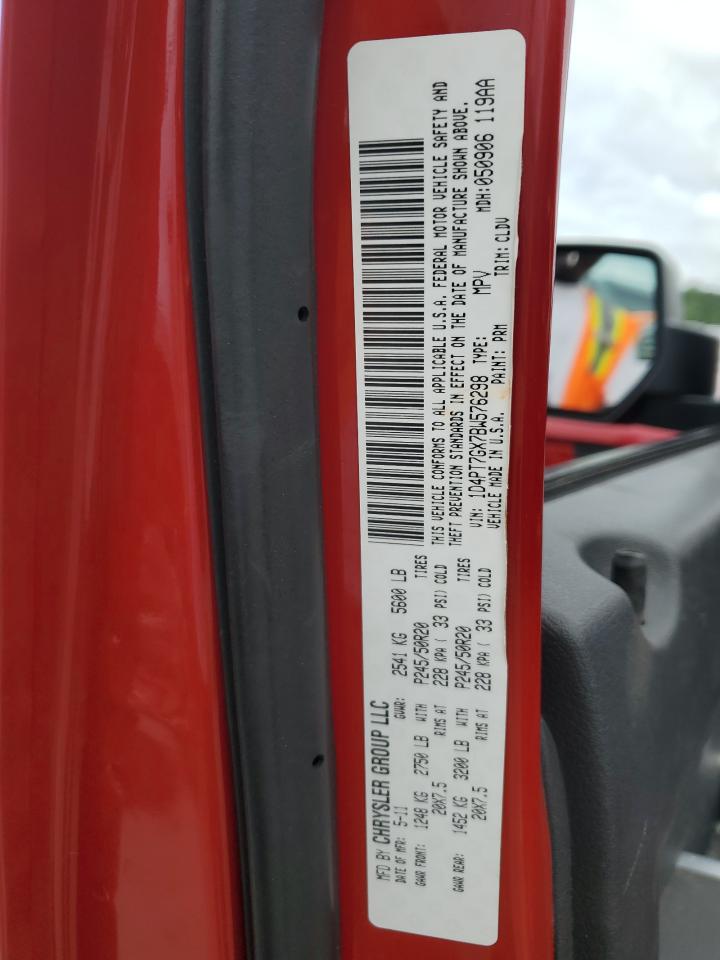 MFD BY CHRYSLER GROUP LLC
DATE OF MFR: 5-11 GVWR: 2541 KG 5600 LB
GAWR FRONT: 1248 KG 2750 LB WITH P245/50R20 TIRES
20X7.5 RIMS AT 228 KPA ( 33 PSI) COLD
GAWR REAR: 1452 KG 3200 LB WITH P245/50R20 TIRES
20X7.5 RIMS AT 228 KPA ( 33 PSI) COLD
THIS VEHICLE CONFORMS TO ALL APPLICABLE U.S.A. FEDERAL MOTOR VEHICLE SAFETY AND
THEFT PREVENTION STANDARDS IN EFFECT ON THE DATE OF MANUFACTURE SHOWN ABOVE.
VIN: 1D4PT7GX7BW576298 TYPE: MPV MDH:050906 119AA
VEHICLE MADE IN U.S.A. PAINT: PRM TRIM: CLDV